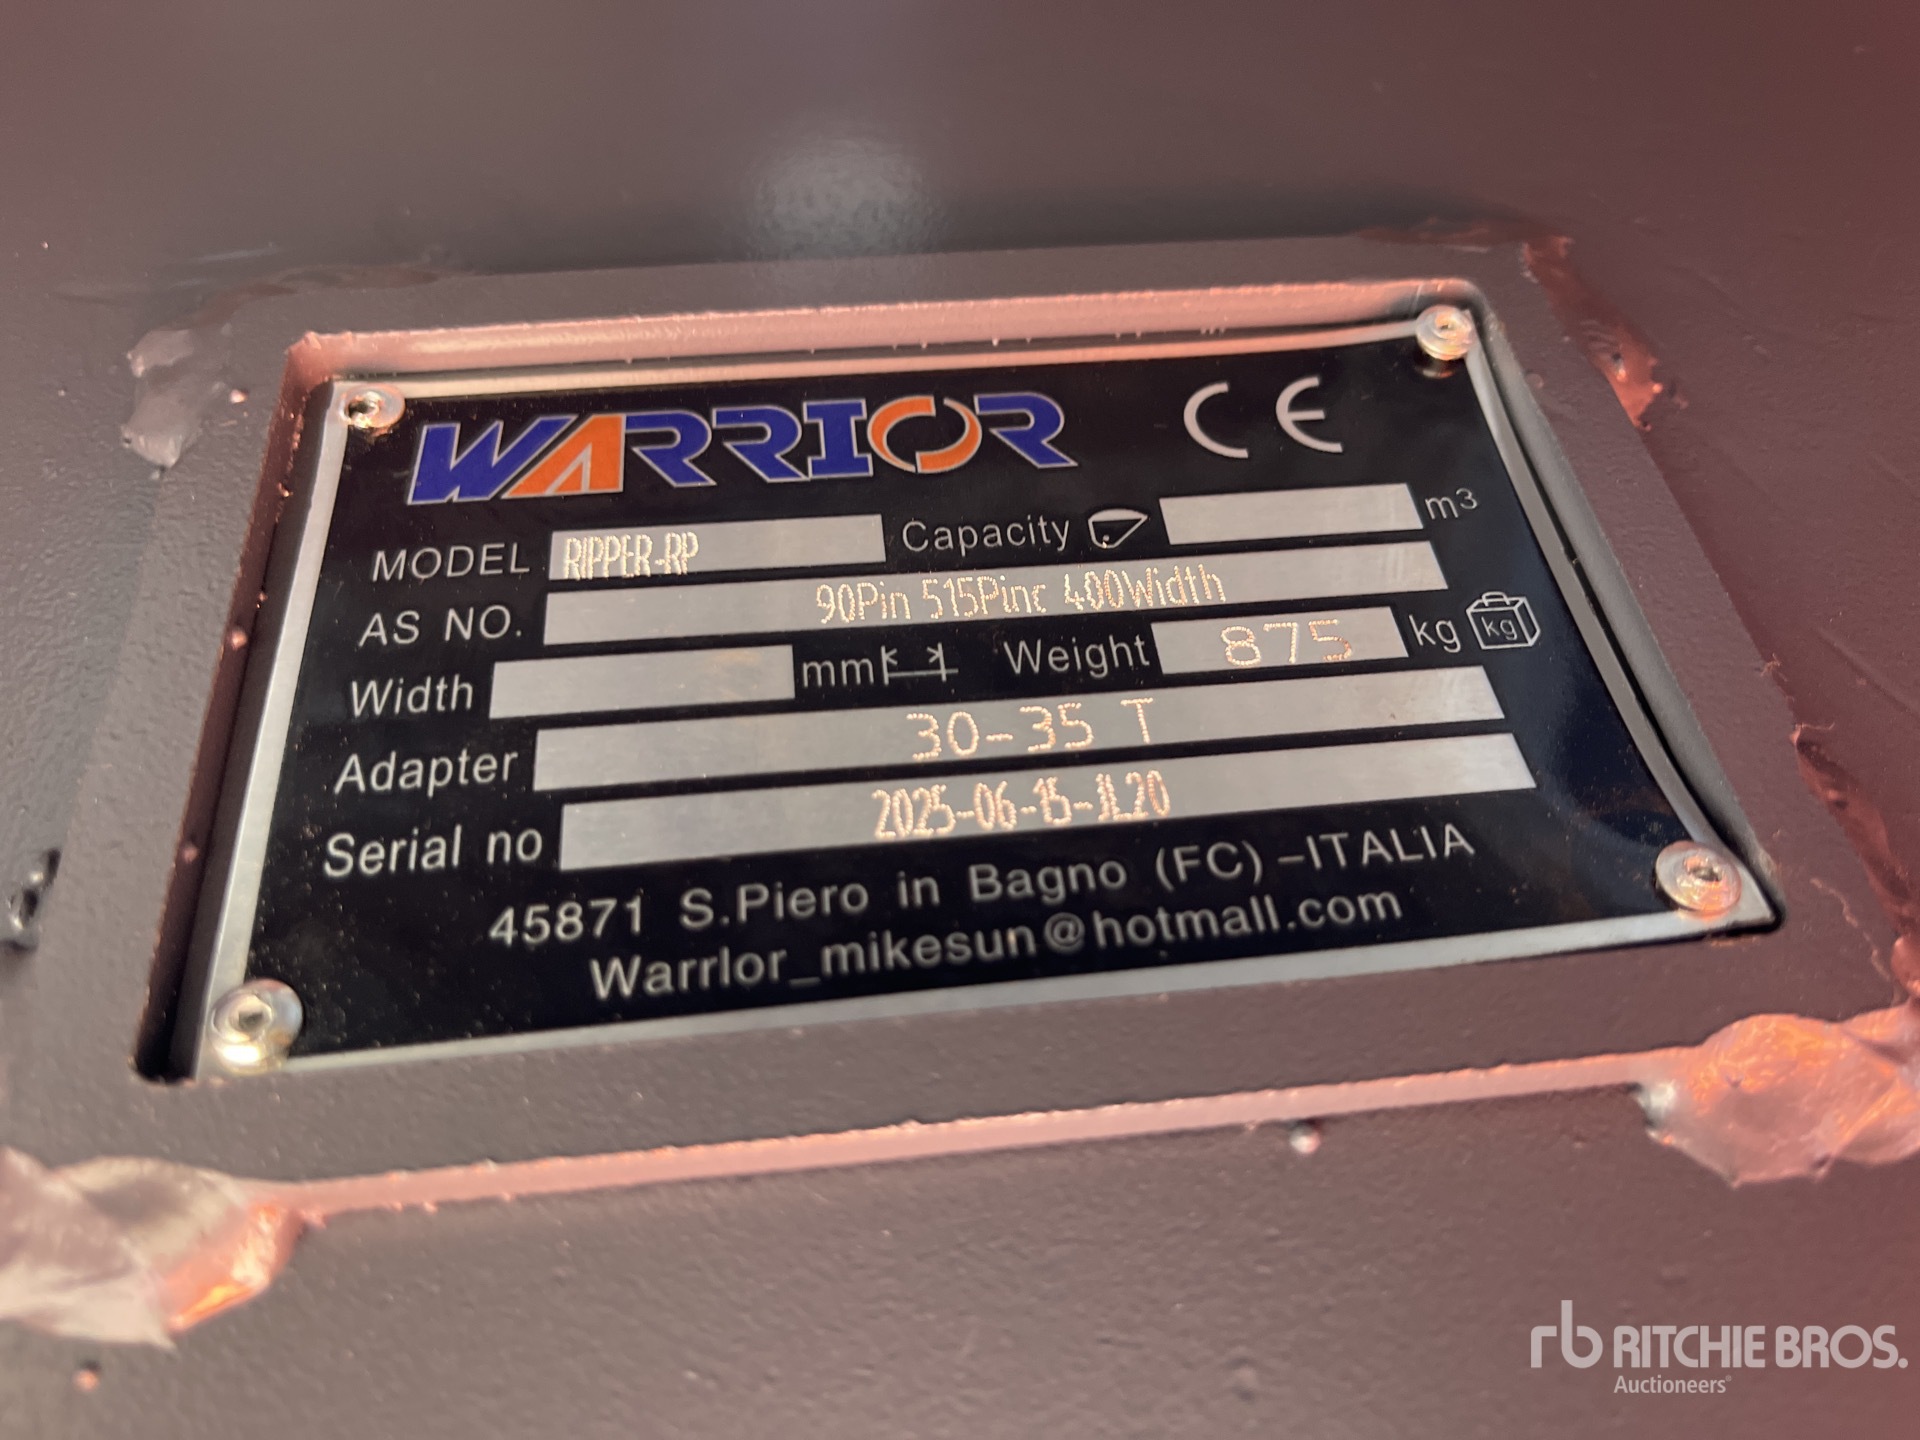 WARRIOR CE
MODEL RIPPER-RP Capacity m³
AS NO. 90Pin 515Pinc 400Width
Width mm Weight 875 kg kg
Adapter 30-35 T
Serial no 2025-06-15-JL20
45871 S.Piero in Bagno (FC)-ITALIA
Warrlor_mikesun@hotmall.com
rb RITCHIE BROS.
Auctioneers